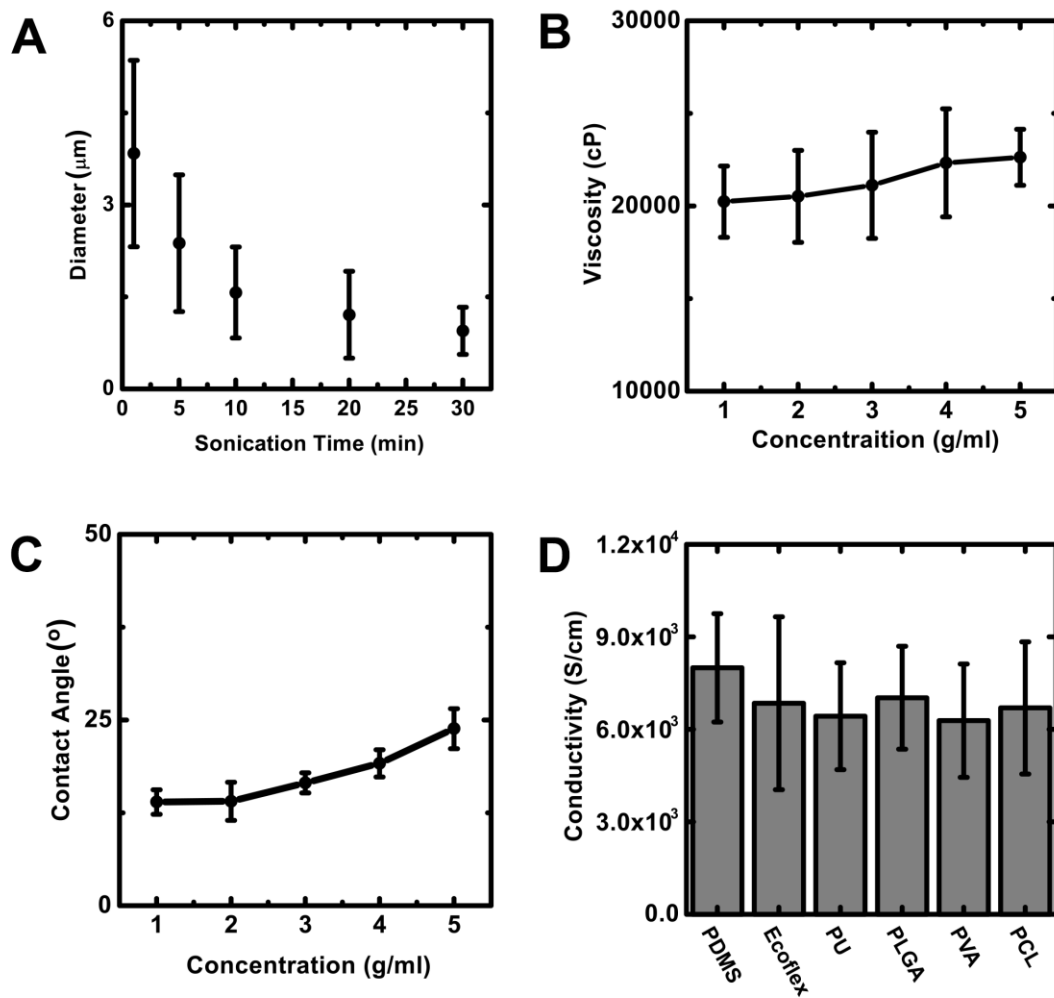 A
6
3
0
Diameter (μm)
0 5 10 15 20 25 30
Sonication Time (min)
B
30000
25000
20000
10000
Viscosity (cP)
1 2 3 4 5
Concentraition (g/ml)
C
50
25
0
Contact Angle (º)
1 2 3 4 5
Concentration (g/ml)
D
1.2x10⁴
9.0x10³
6.0x10³
3.0x10³
0.0
Conductivity (S/cm)
PDMS
Ecoflex
PU
PLGA
PVA
PCL